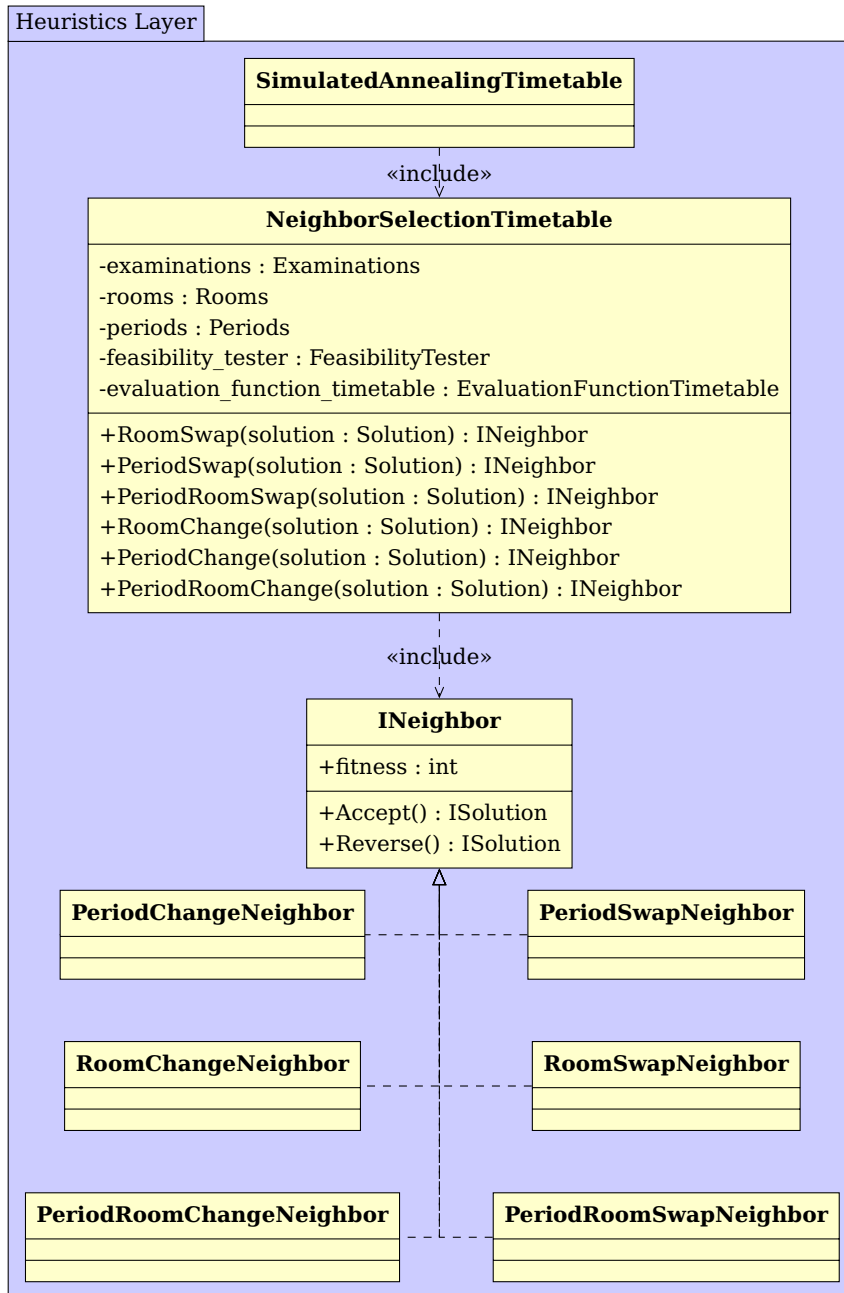 Heuristics Layer
SimulatedAnnealingTimetable
«include»
NeighborSelectionTimetable
-examinations : Examinations
-rooms : Rooms
-periods : Periods
-feasibility_tester : FeasibilityTester
-evaluation_function_timetable : EvaluationFunctionTimetable
+RoomSwap(solution : Solution) : INeighbor
+PeriodSwap(solution : Solution) : INeighbor
+PeriodRoomSwap(solution : Solution) : INeighbor
+RoomChange(solution : Solution) : INeighbor
+PeriodChange(solution : Solution) : INeighbor
+PeriodRoomChange(solution : Solution) : INeighbor
«include»
INeighbor
+fitness : int
+Accept() : ISolution
+Reverse() : ISolution
PeriodChangeNeighbor
PeriodSwapNeighbor
RoomChangeNeighbor
RoomSwapNeighbor
PeriodRoomChangeNeighbor
PeriodRoomSwapNeighbor